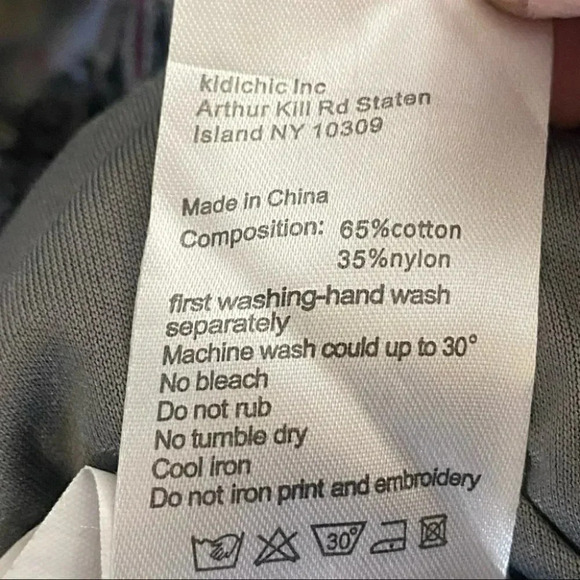 kidichic Inc
Arthur Kill Rd Staten
Island NY 10309
Made in China
Composition: 65%cotton
35%nylon
first washing-hand wash
separately
Machine wash could up to 30°
No bleach
Do not rub
No tumble dry
Cool iron
Do not iron print and embroidery
30°